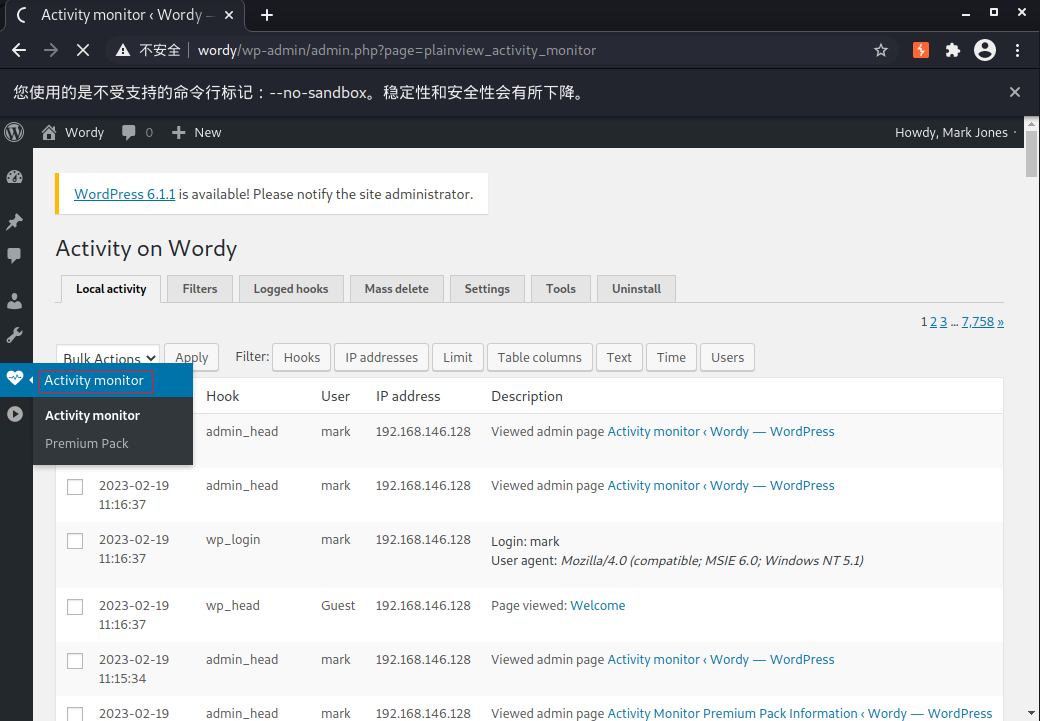 Activity monitor ‹ Wordy —
不安全 wordy/wp-admin/admin.php?page=plainview_activity_monitor
您使用的是不受支持的命令行标记：--no-sandbox。稳定性和安全性会有所下降。
Wordy 0 New Howdy, Mark Jones
WordPress 6.1.1 is available! Please notify the site administrator.
Activity on Wordy
Local activity Filters Logged hooks Mass delete Settings Tools Uninstall
1 2 3 ... 7,758 »
Bulk Actions Apply Filter: Hooks IP addresses Limit Table columns Text Time Users
Activity monitor
Activity monitor
Premium Pack
Hook User IP address Description
admin_head mark 192.168.146.128 Viewed admin page Activity monitor ‹ Wordy — WordPress
2023-02-19 admin_head mark 192.168.146.128 Viewed admin page Activity monitor ‹ Wordy — WordPress
11:16:37
2023-02-19 wp_login mark 192.168.146.128 Login: mark
11:16:37 User agent: Mozilla/4.0 (compatible; MSIE 6.0; Windows NT 5.1)
2023-02-19 wp_head Guest 192.168.146.128 Page viewed: Welcome
11:16:37
2023-02-19 admin_head mark 192.168.146.128 Viewed admin page Activity monitor ‹ Wordy — WordPress
11:15:34
2023-02-19 admin_head mark 192.168.146.128 Viewed admin page Activity Monitor Premium Pack Information ‹ Wordy — WordPress